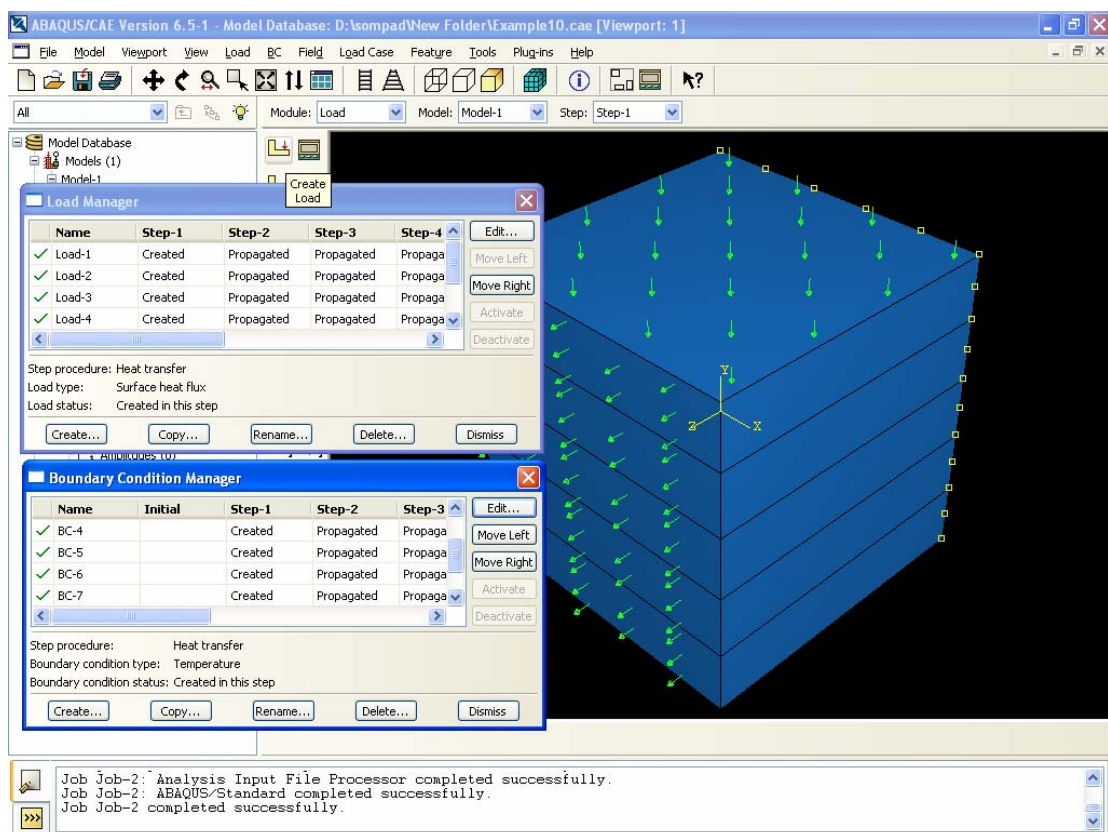 ABAQUS/CAE Version 6.5-1 - Model Database: D:\sompad\New Folder\Example10.cae [Viewport: 1]
File Model Viewport View Load BC Field Load Case Feature Tools Plug-ins Help
All Module: Load Model: Model-1 Step: Step-1
Model Database
Models (1)
Model-1
Create
Load
Load Manager
Name Step-1 Step-2 Step-3 Step-4 Edit...
Load-1 Created Propagated Propagated Propaga Move Left
Load-2 Created Propagated Propagated Propaga
Load-3 Created Propagated Propagated Propaga Move Right
Load-4 Created Propagated Propagated Propaga Activate
Deactivate
Step procedure: Heat transfer
Load type: Surface heat flux
Load status: Created in this step
Create... Copy... Rename... Delete... Dismiss
Amplitudes (6)
Boundary Condition Manager
Name Initial Step-1 Step-2 Step-3 Edit...
BC-4 Created Propagated Propaga Move Left
BC-5 Created Propagated Propaga Move Right
BC-6 Created Propagated Propaga
BC-7 Created Propagated Propaga Activate
Deactivate
Step procedure: Heat transfer
Boundary condition type: Temperature
Boundary condition status: Created in this step
Create... Copy... Rename... Delete... Dismiss
Y
Z X
Job Job-2: Analysis Input File Processor completed successfully.
Job Job-2: ABAQUS/Standard completed successfully.
Job Job-2 completed successfully.